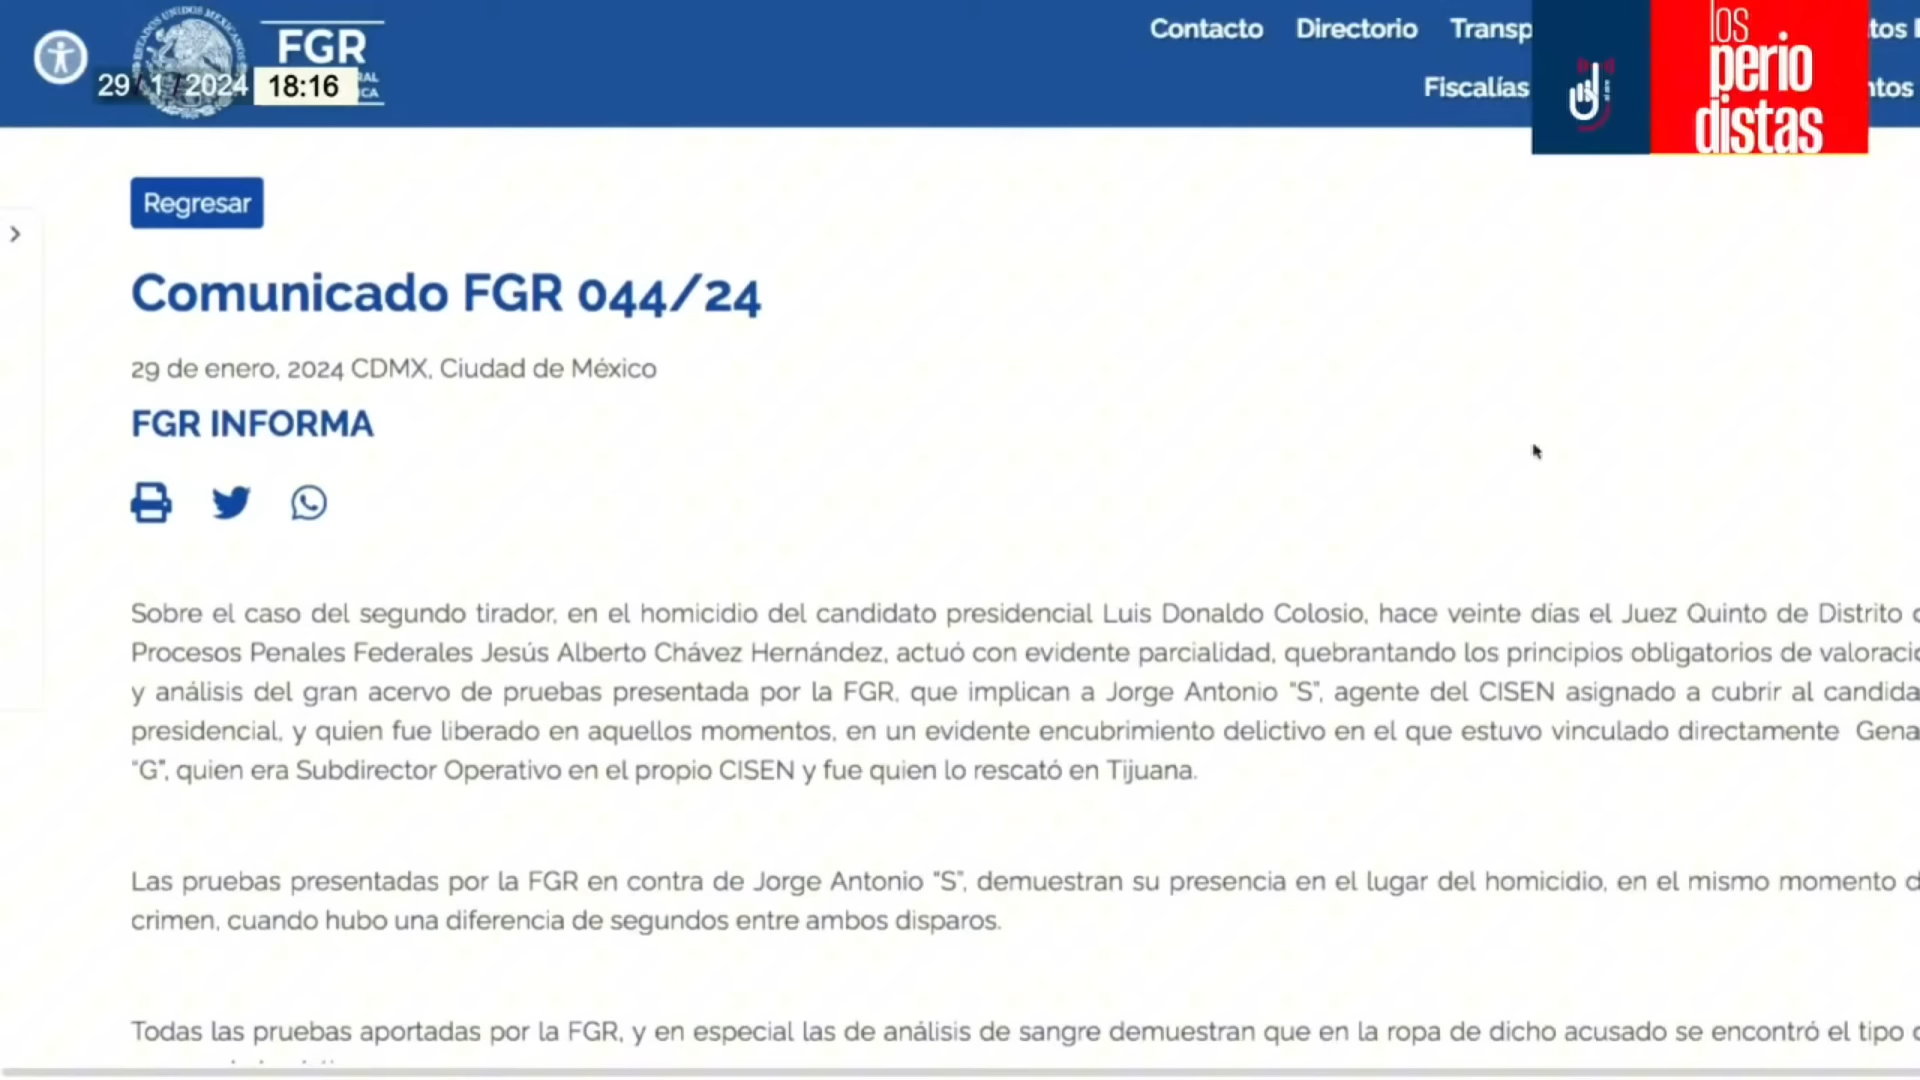 ESTADOS UNIDOS MEXICANOS
FGR
29 1 2024 18:16
Contacto Directorio
Fiscalías
los
perio
distas
Regresar
Comunicado FGR 044/24
29 de enero, 2024 CDMX, Ciudad de México
FGR INFORMA
Sobre el caso del segundo tirador, en el homicidio del candidato presidencial Luis Donaldo Colosio, hace veinte días el Juez Quinto de Distrito
Procesos Penales Federales Jesús Alberto Chávez Hernández, actuó con evidente parcialidad, quebrantando los principios obligatorios de
y análisis del gran acervo de pruebas presentada por la FGR, que implican a Jorge Antonio "S", agente del CISEN asignado a cubrir al
presidencial, y quien fue liberado en aquellos momentos, en un evidente encubrimiento delictivo en el que estuvo vinculado directamente
"G", quien era Subdirector Operativo en el propio CISEN y fue quien lo rescató en Tijuana.
Las pruebas presentadas por la FGR en contra de Jorge Antonio "S", demuestran su presencia en el lugar del homicidio, en el mismo momento
crimen, cuando hubo una diferencia de segundos entre ambos disparos.
Todas las pruebas aportadas por la FGR, y en especial las de análisis de sangre demuestran que en la ropa de dicho acusado se encontró el tipo